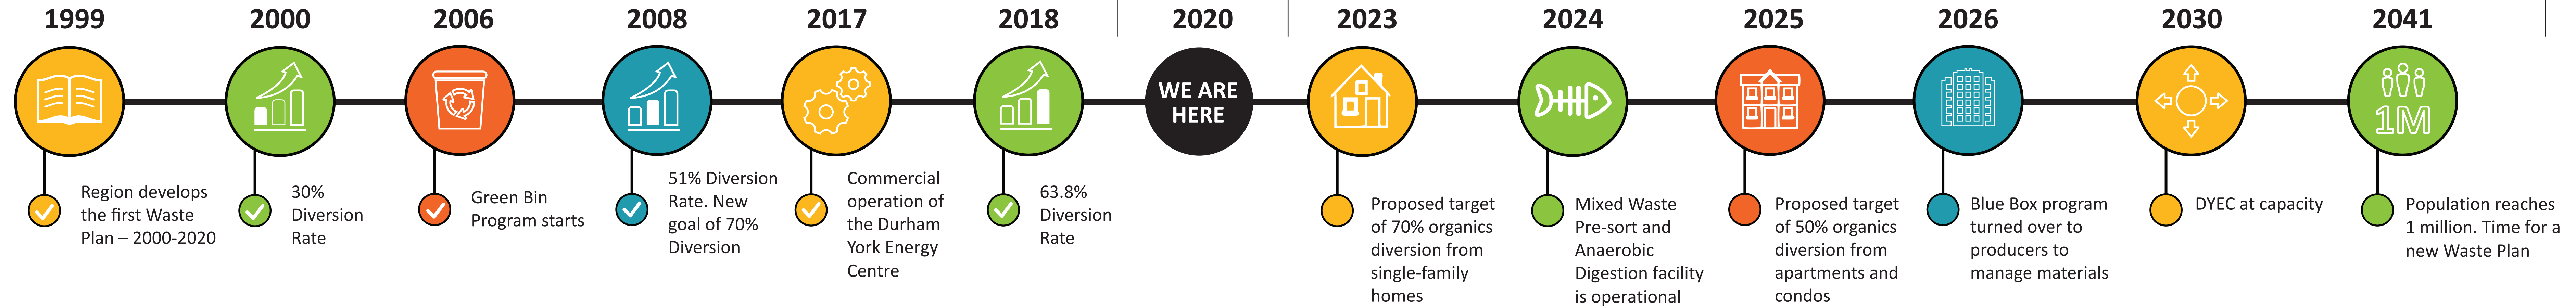 1999
2000
2006
2008
2017
2018
2020
2023
2024
2025
2026
2030
2041
WE ARE
HERE
1M
Region develops
the first Waste
Plan – 2000-2020
30%
Diversion
Rate
Green Bin
Program starts
51% Diversion
Rate. New
goal of 70%
Diversion
Commercial
operation of
the Durham
York Energy
Centre
63.8%
Diversion
Rate
Proposed target
of 70% organics
diversion from
single-family
homes
Mixed Waste
Pre-sort and
Anaerobic
Digestion facility
is operational
Proposed target
of 50% organics
diversion from
apartments and
condos
Blue Box program
turned over to
producers to
manage materials
DYEC at capacity
Population reaches
1 million. Time for a
new Waste Plan